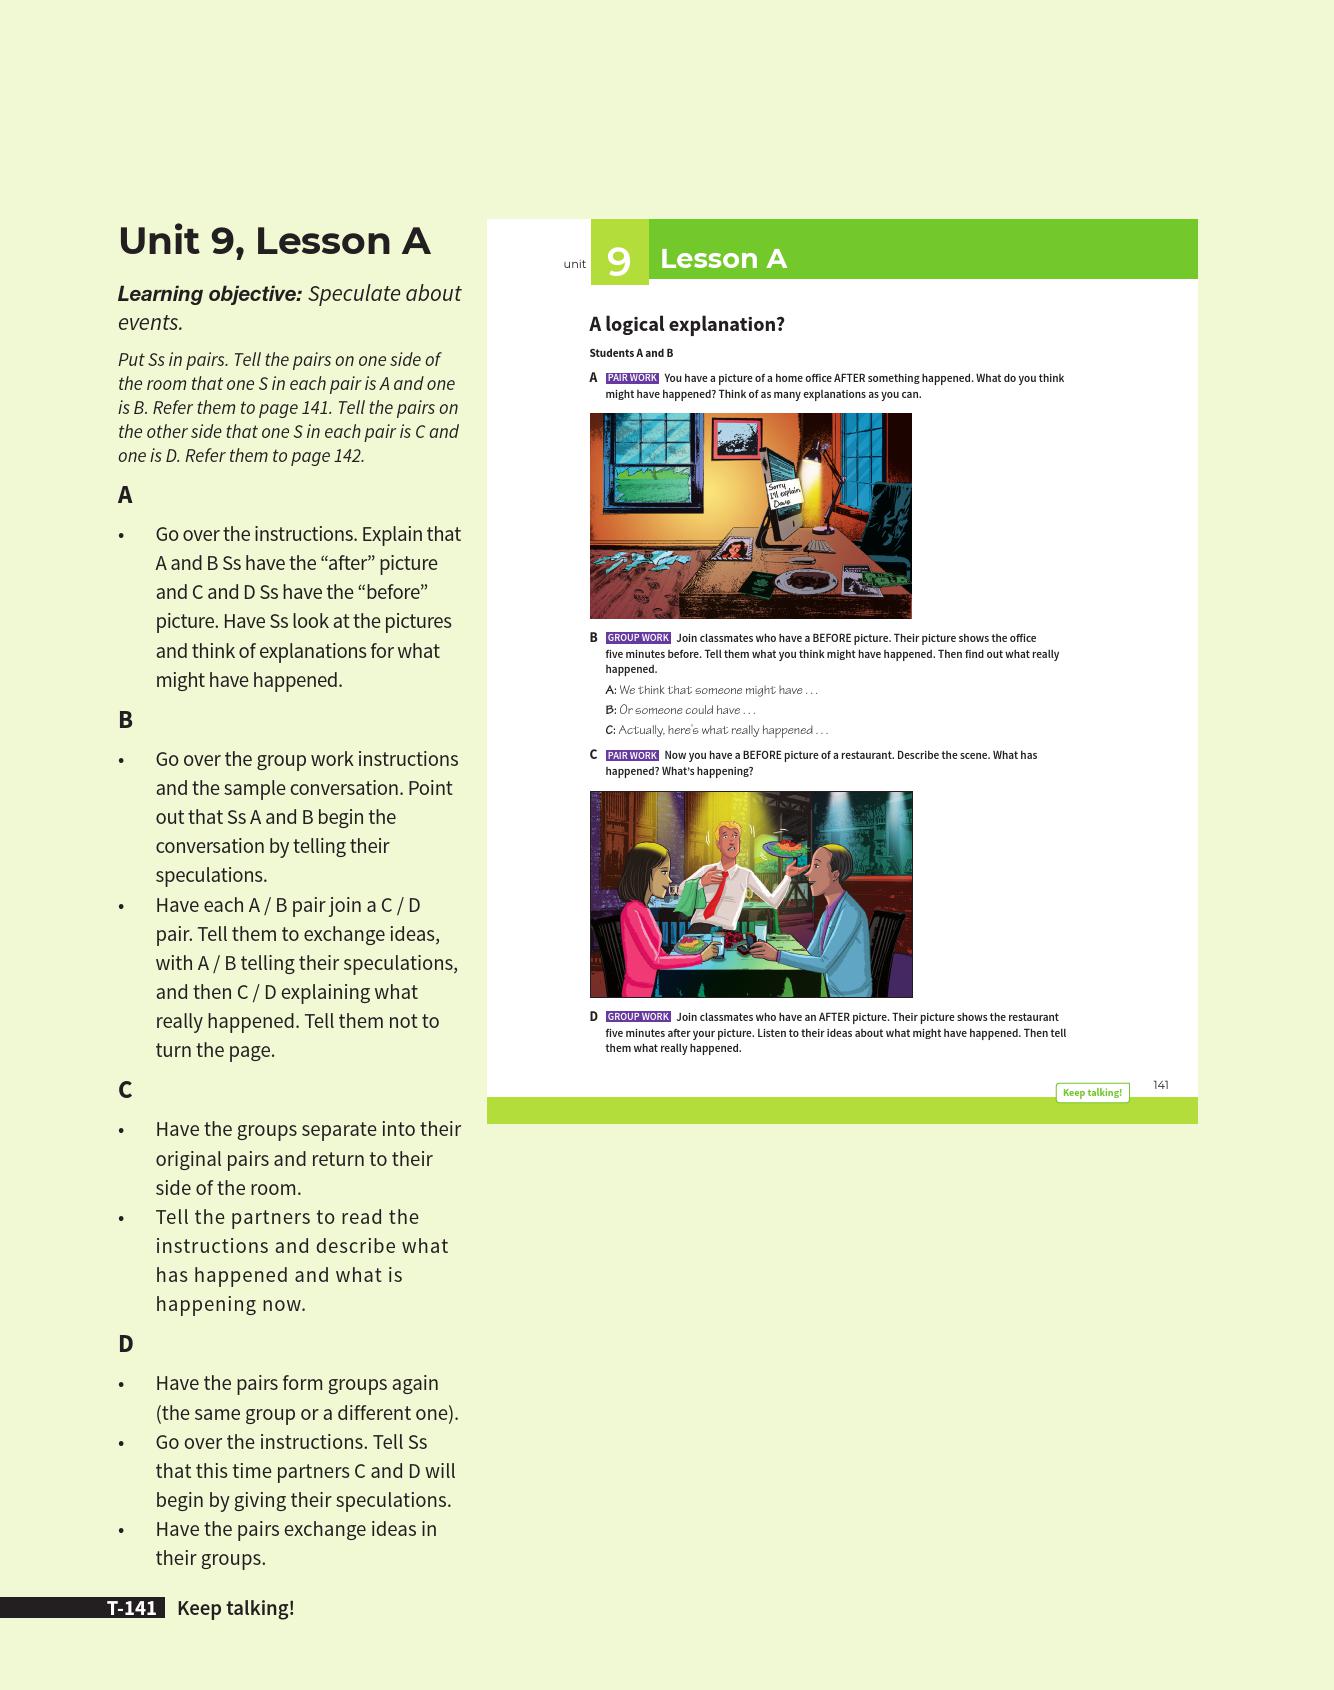 Unit 9, Lesson A
Learning objective: Speculate about
events.
Put Ss in pairs. Tell the pairs on one side of
the room that one S in each pair is A and one
is B. Refer them to page 141. Tell the pairs on
the other side that one S in each pair is C and
one is D. Refer them to page 142.
A
• Go over the instructions. Explain that
A and B Ss have the “after” picture
and C and D Ss have the “before”
picture. Have Ss look at the pictures
and think of explanations for what
might have happened.
B
• Go over the group work instructions
and the sample conversation. Point
out that Ss A and B begin the
conversation by telling their
speculations.
• Have each A / B pair join a C / D
pair. Tell them to exchange ideas,
with A / B telling their speculations,
and then C / D explaining what
really happened. Tell them not to
turn the page.
C
• Have the groups separate into their
original pairs and return to their
side of the room.
• Tell the partners to read the
instructions and describe what
has happened and what is
happening now.
D
• Have the pairs form groups again
(the same group or a different one).
• Go over the instructions. Tell Ss
that this time partners C and D will
begin by giving their speculations.
• Have the pairs exchange ideas in
their groups.
T-141 Keep talking!
unit 9 Lesson A
A logical explanation?
Students A and B
A PAIR WORK You have a picture of a home office AFTER something happened. What do you think
might have happened? Think of as many explanations as you can.
Sorry
I'll explain
Dave
B GROUP WORK Join classmates who have a BEFORE picture. Their picture shows the office
five minutes before. Tell them what you think might have happened. Then find out what really
happened.
A: We think that someone might have . . .
B: Or someone could have . . .
C: Actually, here's what really happened . . .
C PAIR WORK Now you have a BEFORE picture of a restaurant. Describe the scene. What has
happened? What's happening?
D GROUP WORK Join classmates who have an AFTER picture. Their picture shows the restaurant
five minutes after your picture. Listen to their ideas about what might have happened. Then tell
them what really happened.
Keep talking! 141